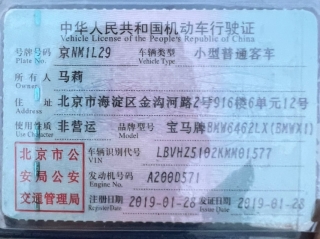 中华人民共和国机动车行驶证
Vehicle License of the People's Republic of China
号牌号码 京NM1L29 车辆类型 小型普通客车
Plate No. Vehicle Type
所有人 马莉
Owner
住址 北京市海淀区金沟河路2号916楼6单元12号
Address
使用性质 非营运 品牌型号 宝马牌BMW6462LX(BMWX1)
Use Character Model
北京市公安局公安交通管理局
车辆识别代号 LBVHZ5102KMM01577
VIN
发动机号码 A200D571
Engine No.
注册日期 2019-01-28 发证日期 2019-01-28
Register Date Issue Date